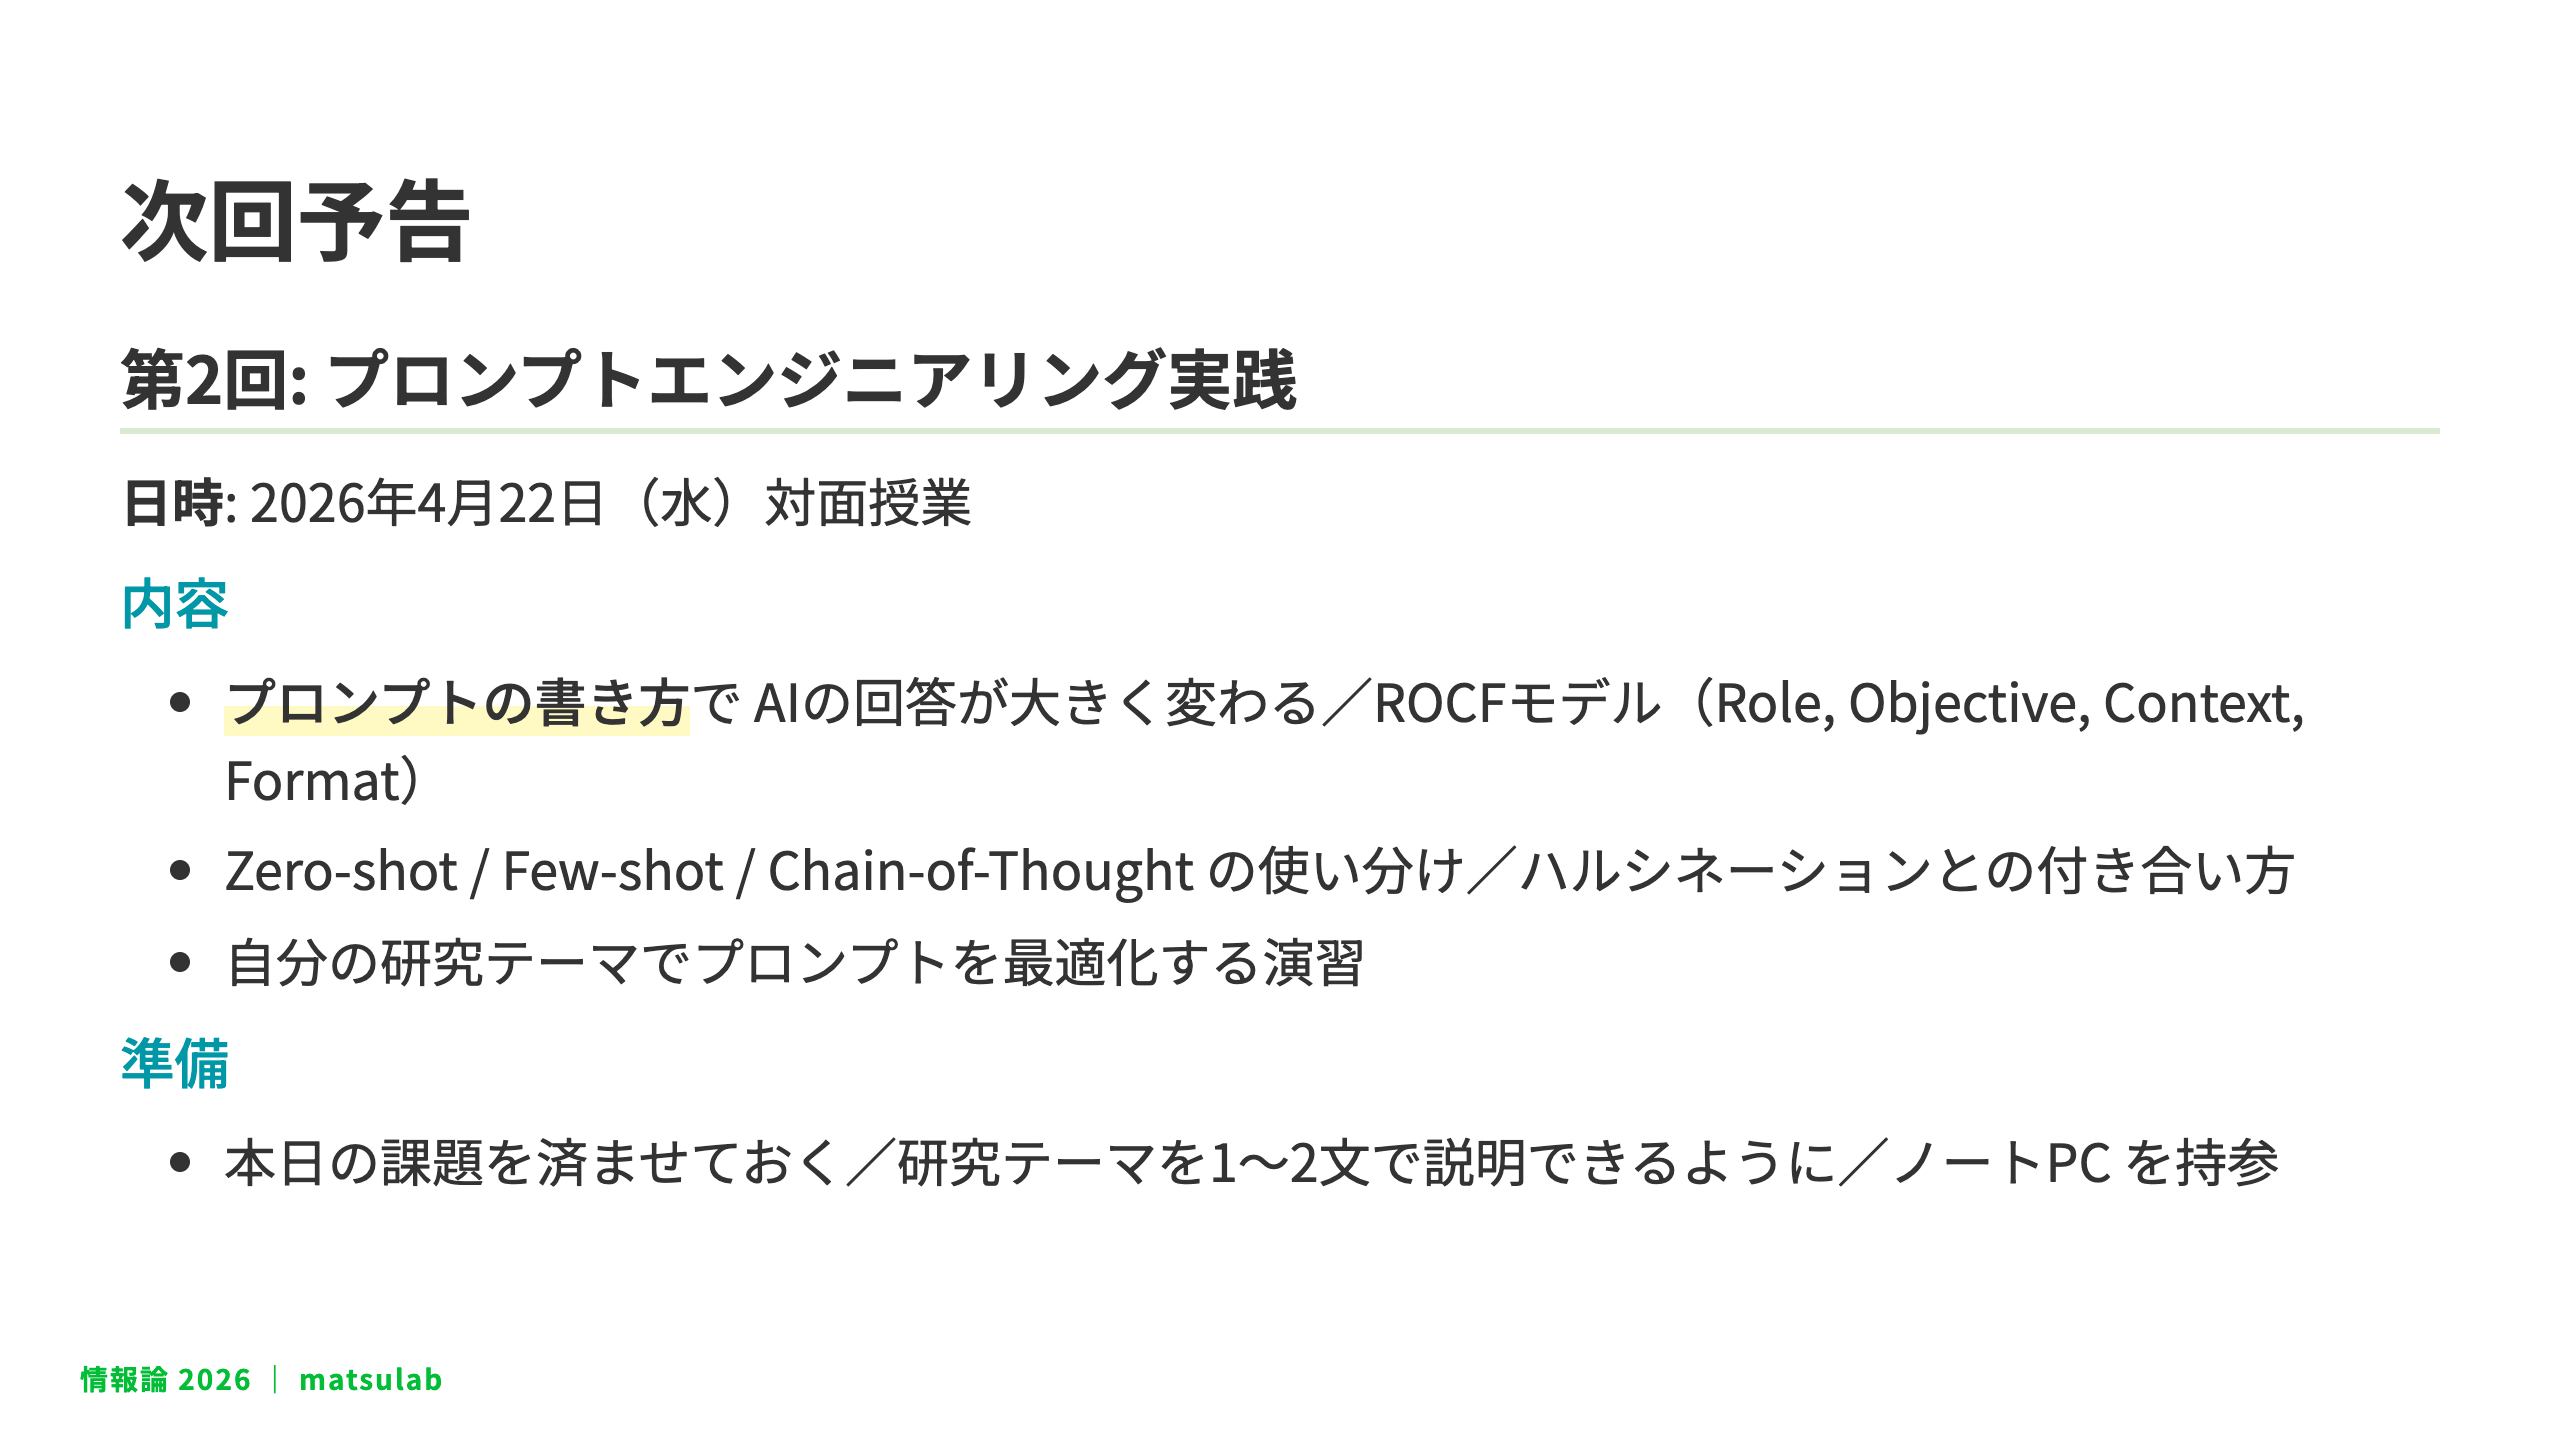 次回予告
第2回: プロンプトエンジニアリング実践
日時: 2026年4月22日（水）対面授業
内容
• プロンプトの書き方で AIの回答が大きく変わる／ROCFモデル（Role, Objective, Context,
Format）
• Zero-shot / Few-shot / Chain-of-Thought の使い分け／ハルシネーションとの付き合い方
• 自分の研究テーマでプロンプトを最適化する演習
準備
• 本日の課題を済ませておく／研究テーマを1〜2文で説明できるように／ノートPC を持参
情報論 2026 ｜ matsulab